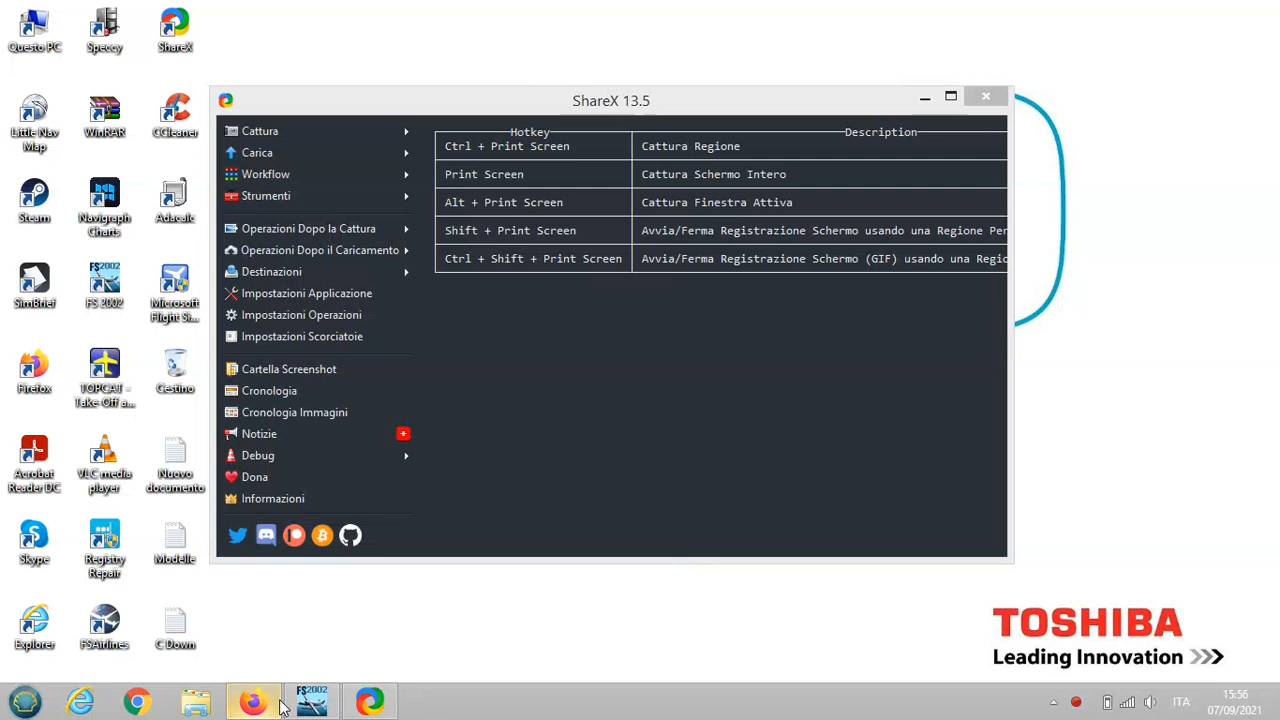 Questo PC
Speccy
ShareX
Little Nav
Map
WinRAR
CCleaner
Steam
Navigraph
Charts
Adacalc
SimBrief
FS 2002
Microsoft
Flight Si...
Firefox
TOPCAT -
Take-Off a...
Cestino
Acrobat
Reader DC
VLC media
player
Nuovo
documento
Skype
Registry
Repair
Modelle
Explorer
FSAirlines
C Down
ShareX 13.5
Cattura
Carica
Workflow
Strumenti
Operazioni Dopo la Cattura
Operazioni Dopo il Caricamento
Destinazioni
Impostazioni Applicazione
Impostazioni Operazioni
Impostazioni Scorciatoie
Cartella Screenshot
Cronologia
Cronologia Immagini
Notizie
Debug
Dona
Informazioni
Hotkey Description
Ctrl + Print Screen Cattura Regione
Print Screen Cattura Schermo Intero
Alt + Print Screen Cattura Finestra Attiva
Shift + Print Screen Avvia/Ferma Registrazione Schermo usando una Regione Per
Ctrl + Shift + Print Screen Avvia/Ferma Registrazione Schermo (GIF) usando una Regio
TOSHIBA
Leading Innovation
FS2002
ITA
15:56
07/09/2021